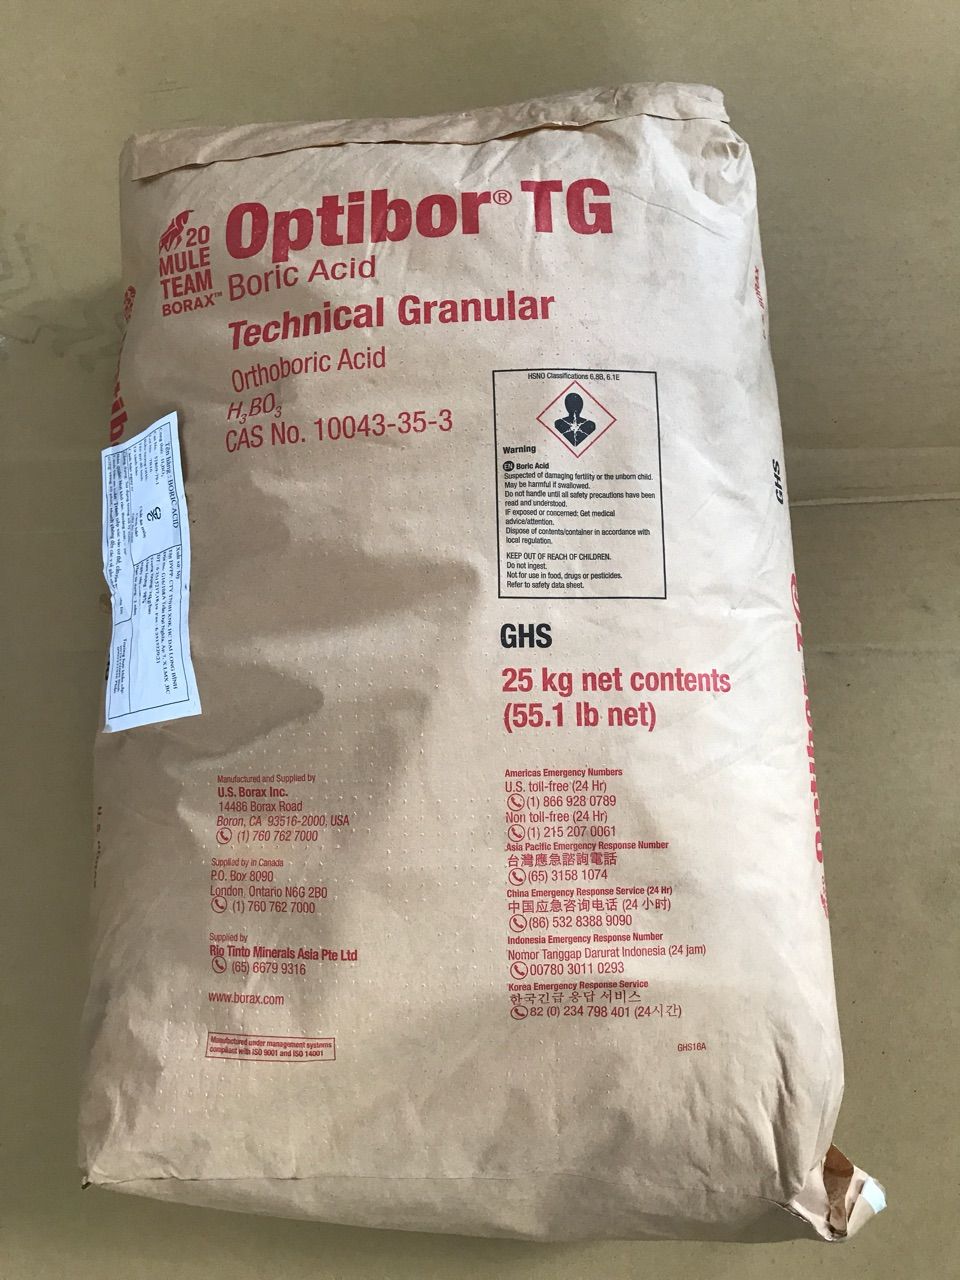 20
MULE
TEAM
BORAX™
Optibor® TG
Boric Acid
Technical Granular
Orthoboric Acid
H₃BO₃
CAS No. 10043-35-3
HSNO Classifications 6.8B, 6.1E
Warning
EN Boric Acid
Suspected of damaging fertility or the unborn child.
May be harmful if swallowed.
Do not handle until all safety precautions have been
read and understood.
IF exposed or concerned: Get medical
advice/attention.
Dispose of contents/container in accordance with
local regulation.
KEEP OUT OF REACH OF CHILDREN.
Do not ingest.
Not for use in food, drugs or pesticides.
Refer to safety data sheet.
GHS
25 kg net contents
(55.1 lb net)
Manufactured and Supplied by
U.S. Borax Inc.
14486 Borax Road
Boron, CA 93516-2000, USA
(1) 760 762 7000
Supplied by in Canada
P.O. Box 8090
London, Ontario N6G 2B0
(1) 760 762 7000
Supplied by
Rio Tinto Minerals Asia Pte Ltd
(65) 6679 9316
www.borax.com
Manufactured under management systems
compliant with ISO 9001 and ISO 14001
Americas Emergency Numbers
U.S. toll-free (24 Hr)
(1) 866 928 0789
Non toll-free (24 Hr)
(1) 215 207 0061
Asia Pacific Emergency Response Number
台灣應急諮詢電話
(65) 3158 1074
China Emergency Response Service (24 Hr)
中国应急咨询电话 (24 小时)
(86) 532 8388 9090
Indonesia Emergency Response Number
Nomor Tanggap Darurat Indonesia (24 jam)
00780 3011 0293
Korea Emergency Response Service
한국긴급 응답 서비스
82 (0) 234 798 401 (24시간)
GHS16A
GHS
Tên hàng: BORIC ACID